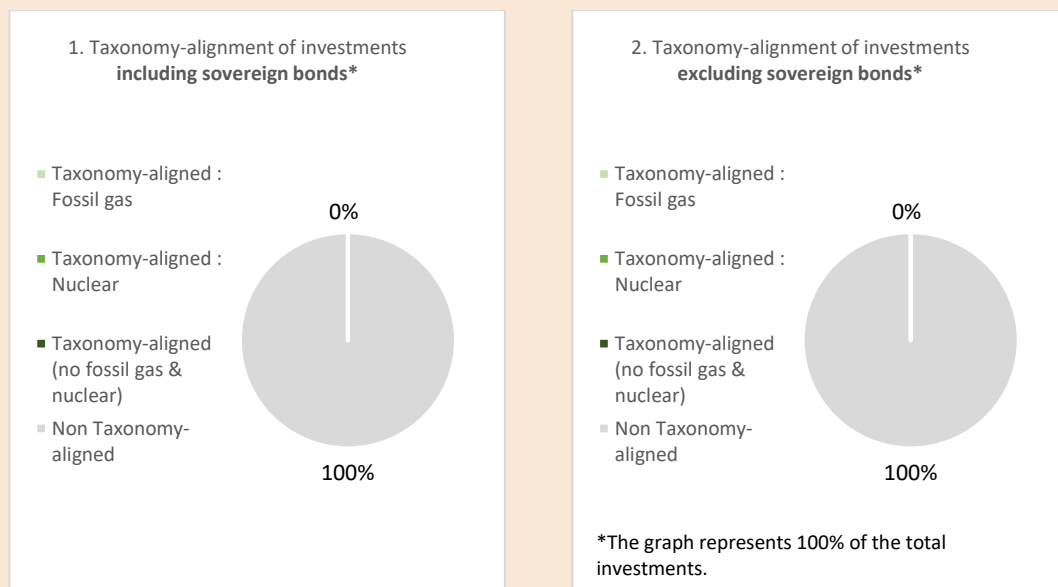 1. Taxonomy-alignment of investments
including sovereign bonds*
Taxonomy-aligned :
Fossil gas
Taxonomy-aligned :
Nuclear
Taxonomy-aligned
(no fossil gas &
nuclear)
Non Taxonomy-
aligned
0%
100%
2. Taxonomy-alignment of investments
excluding sovereign bonds*
Taxonomy-aligned :
Fossil gas
Taxonomy-aligned :
Nuclear
Taxonomy-aligned
(no fossil gas &
nuclear)
Non Taxonomy-
aligned
0%
100%
*The graph represents 100% of the total
investments.